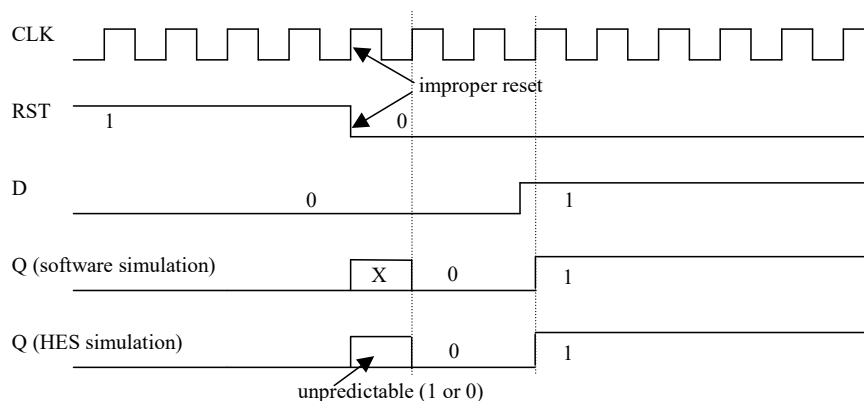 CLK
improper reset
RST
1
0
D
0
1
Q (software simulation)
X
0
1
Q (HES simulation)
0
1
unpredictable (1 or 0)